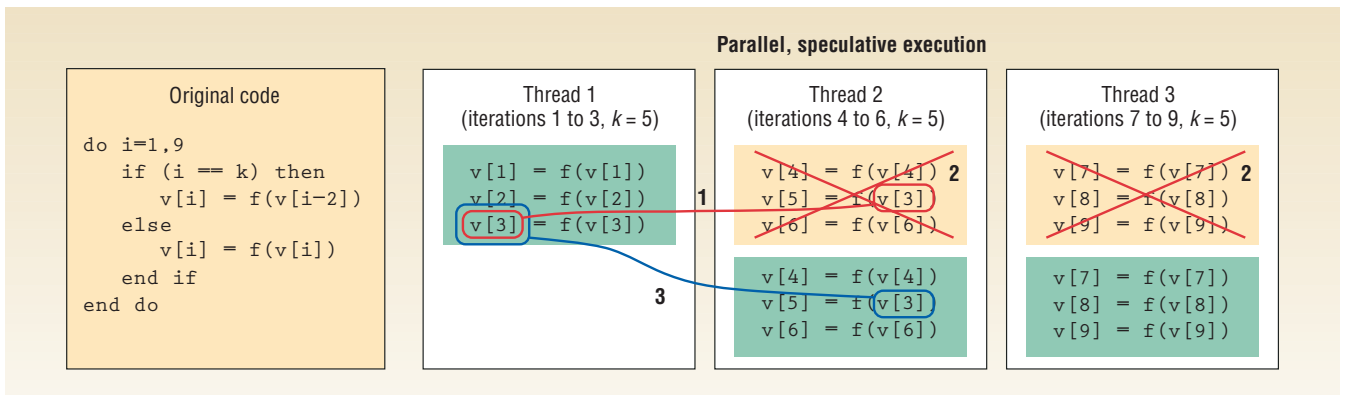 Parallel, speculative execution
Original code
do i=1,9
if (i == k) then
v[i] = f(v[i-2])
else
v[i] = f(v[i])
end if
end do
Thread 1
(iterations 1 to 3, k = 5)
v[1] = f(v[1])
v[2] = f(v[2])
v[3] = f(v[3])
1
3
Thread 2
(iterations 4 to 6, k = 5)
v[4] = f(v[4]) 2
v[5] = f(v[3])
v[6] = f(v[6])
v[4] = f(v[4])
v[5] = f(v[3])
v[6] = f(v[6])
Thread 3
(iterations 7 to 9, k = 5)
v[7] = f(v[7]) 2
v[8] = f(v[8])
v[9] = f(v[9])
v[7] = f(v[7])
v[8] = f(v[8])
v[9] = f(v[9])